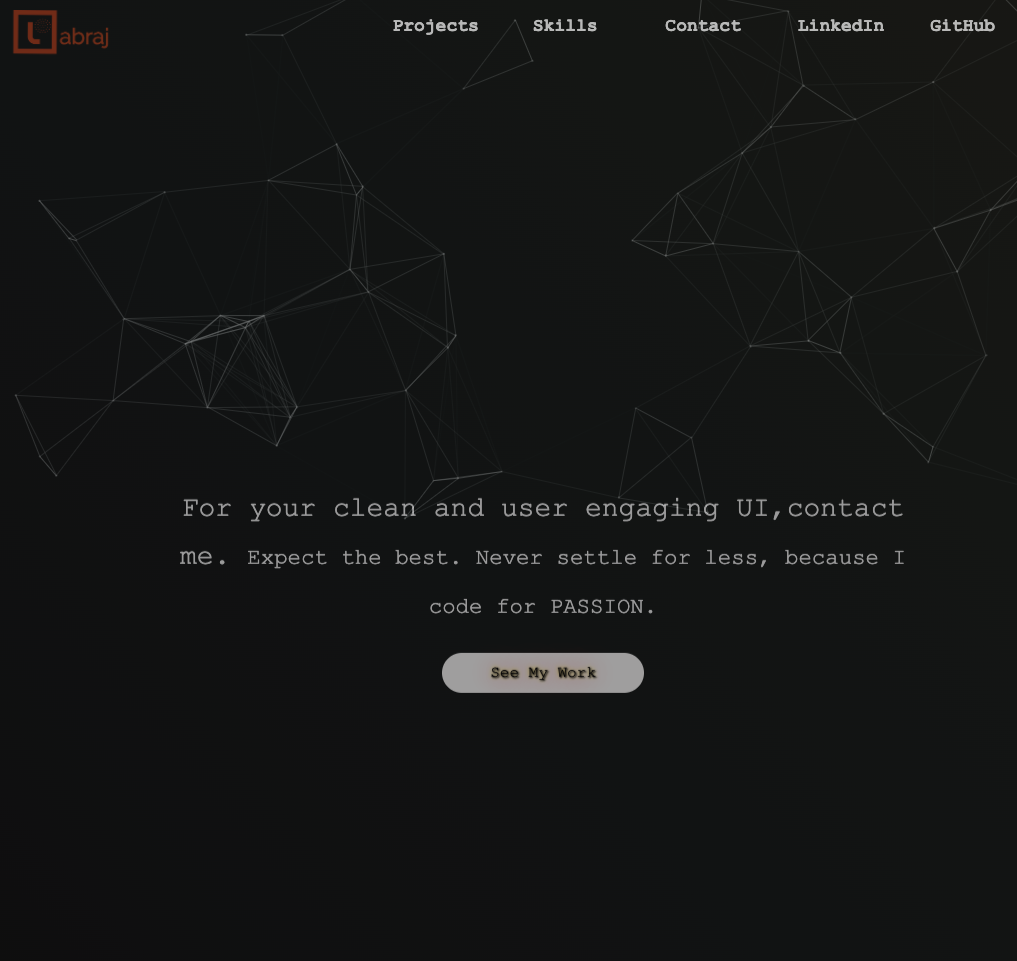 Labraj
Projects Skills Contact LinkedIn GitHub
For your clean and user engaging UI,contact
me. Expect the best. Never settle for less, because I
code for PASSION.
See My Work